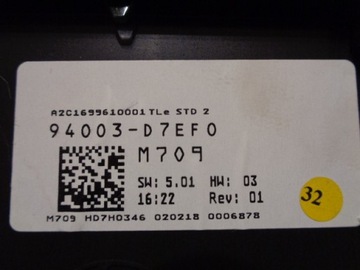 A2C1699610001 TLe STD 2
94003-D7EF0
M709
SW: 5.01 HW: 03
16:22 Rev: 01
32
M709 HD7H0346 020218 0006878